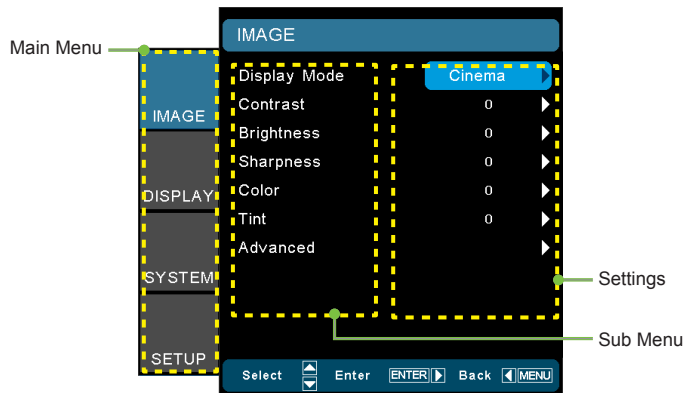 Main Menu
IMAGE
IMAGE
DISPLAY
SYSTEM
SETUP
Display Mode Cinema
Contrast 0
Brightness 0
Sharpness 0
Color 0
Tint 0
Advanced
Settings
Sub Menu
Select Enter ENTER Back MENU